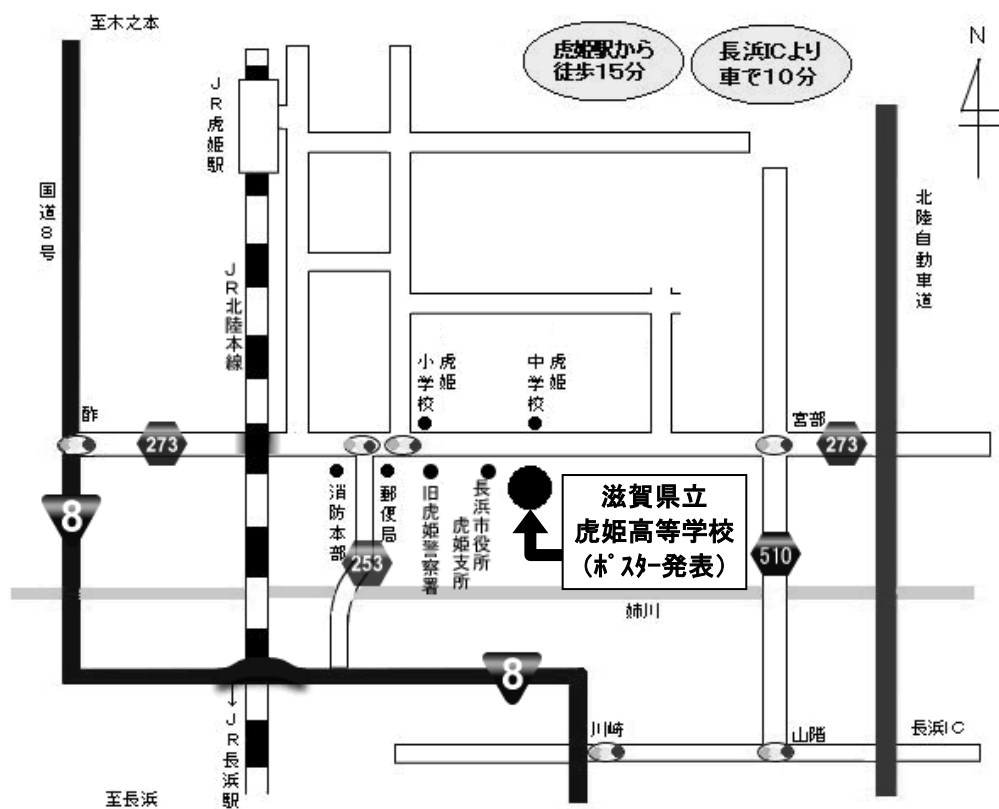 至木之本
虎姫駅から
徒歩15分
長浜ICより
車で10分
N
JR虎姫駅
国道8号
北陸自動車道
JR北陸本線
虎姫
小学校
虎姫
中学校
酢
宮部
273
273
8
消防本部
郵便局
旧虎姫警察署
長浜市役所
虎姫支所
滋賀県立
虎姫高等学校
(ポスター発表)
253
510
姉川
8
→JR長浜駅
川崎
山階
長浜IC
至長浜